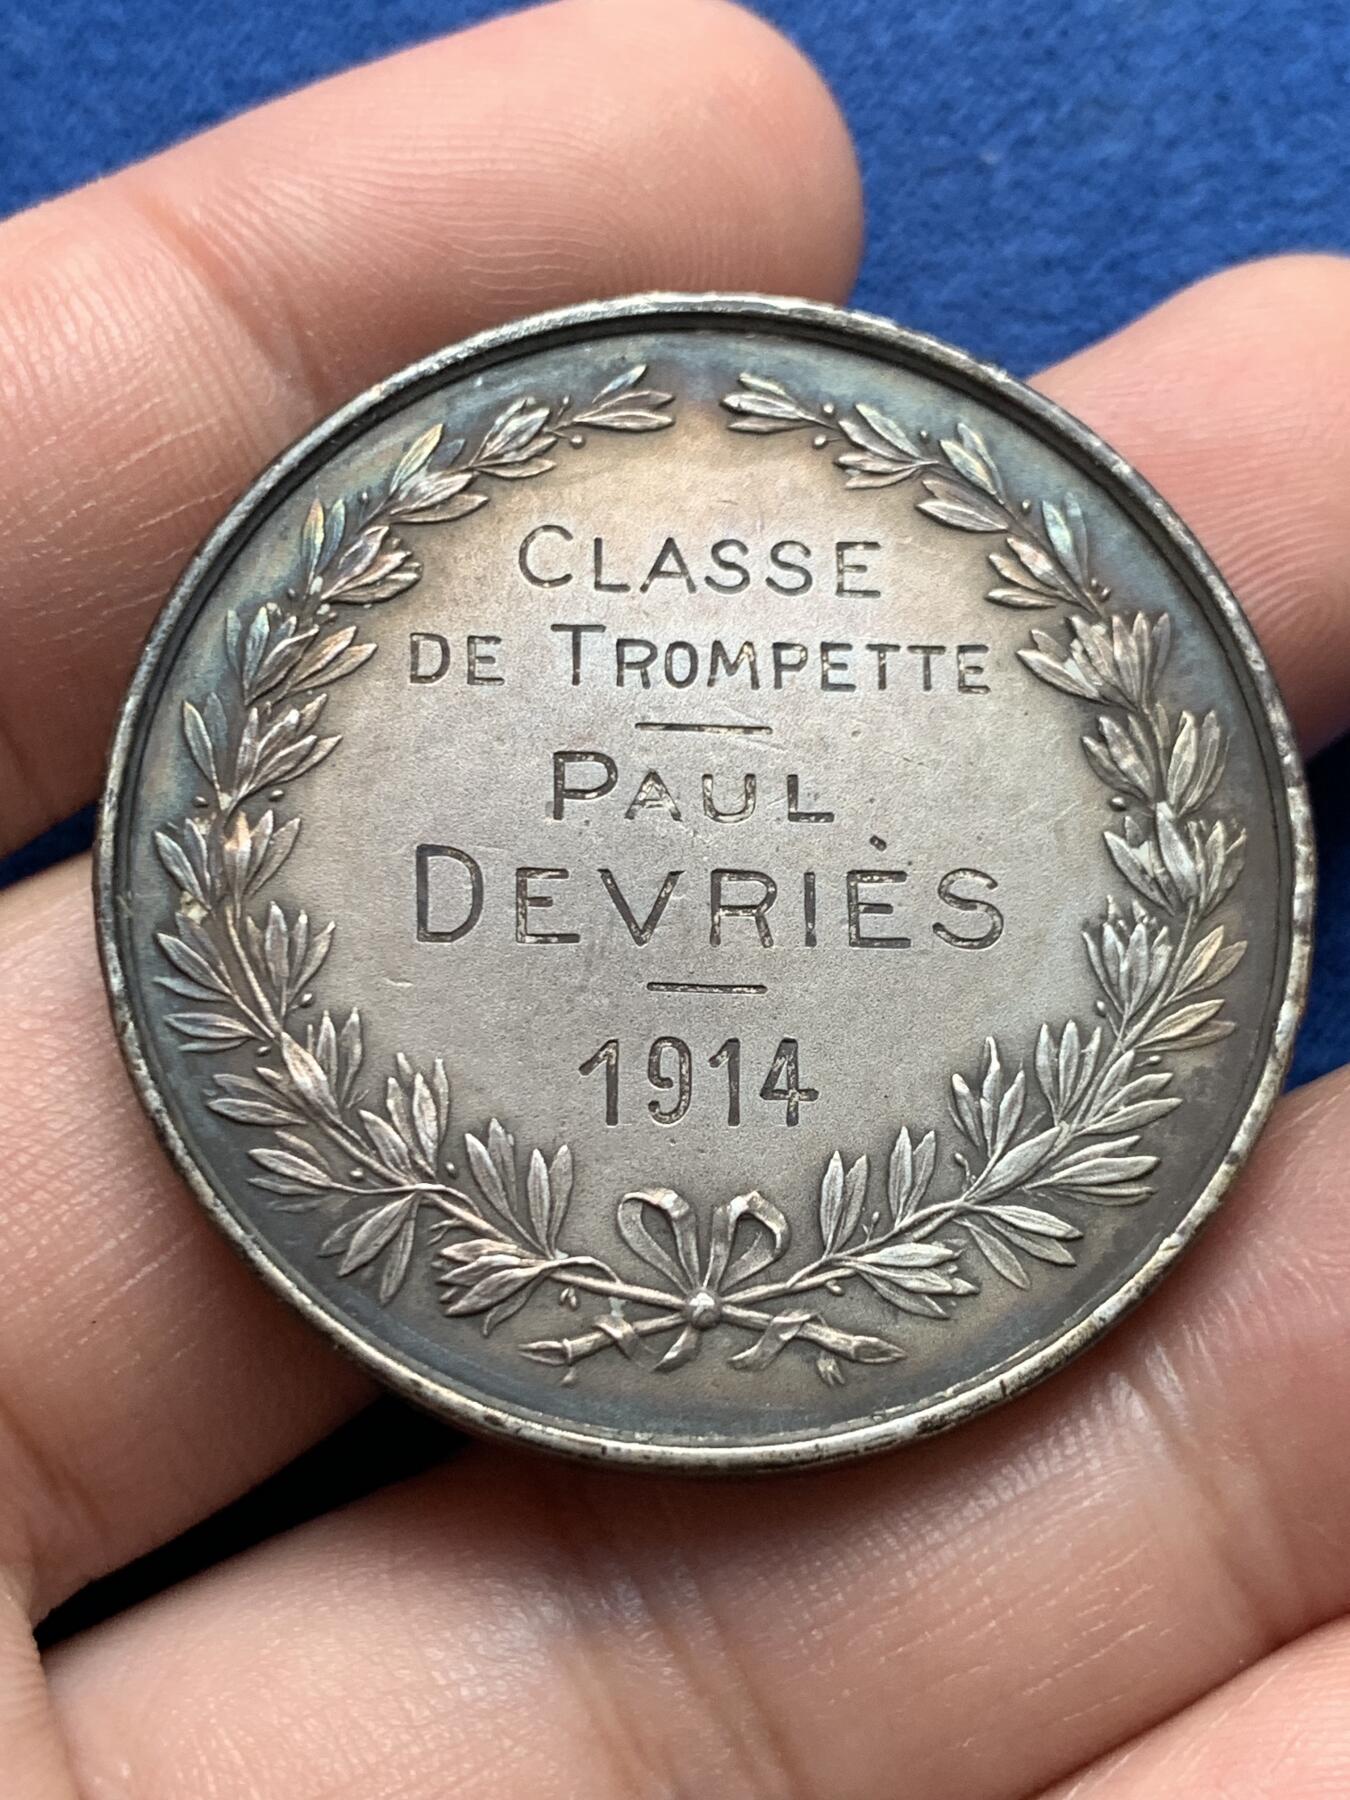 CLASSE
DE TROMPETTE
PAUL
DEVRIÈS
1914